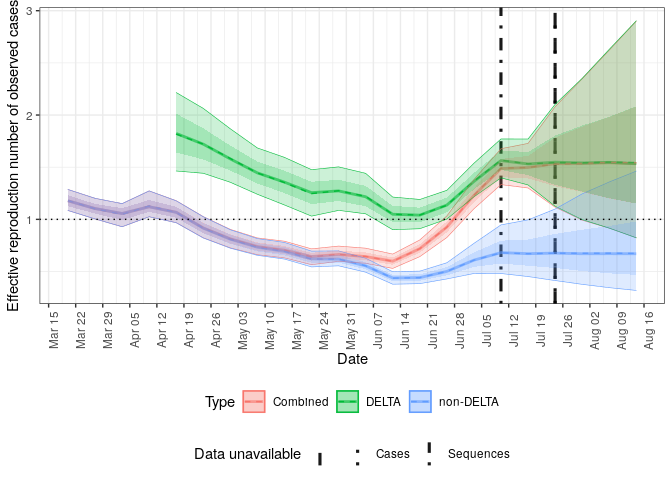 Effective reproduction number of observed cases
3
2
1
Mar 15
Mar 22
Mar 29
Apr 05
Apr 12
Apr 19
Apr 26
May 03
May 10
May 17
May 24
May 31
Jun 07
Jun 14
Jun 21
Jun 28
Jul 05
Jul 12
Jul 19
Jul 26
Aug 02
Aug 09
Aug 16
Date
Type Combined DELTA non-DELTA
Data unavailable Cases Sequences